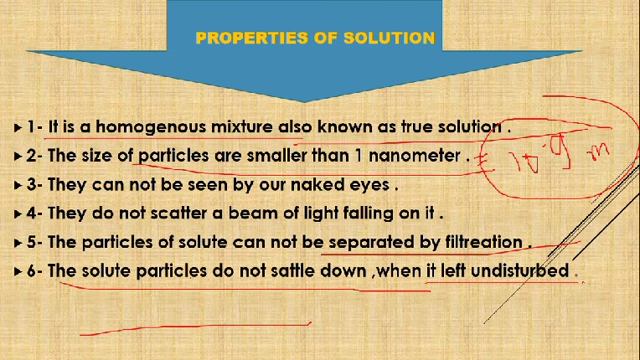 PROPERTIES OF SOLUTION
1- It is a homogenous mixture also known as true solution .
2- The size of particles are smaller than 1 nanometer . = 10-9 m
3- They can not be seen by our naked eyes .
4- They do not scatter a beam of light falling on it .
5- The particles of solute can not be separated by filtreation .
6- The solute particles do not sattle down ,when it left undisturbed .